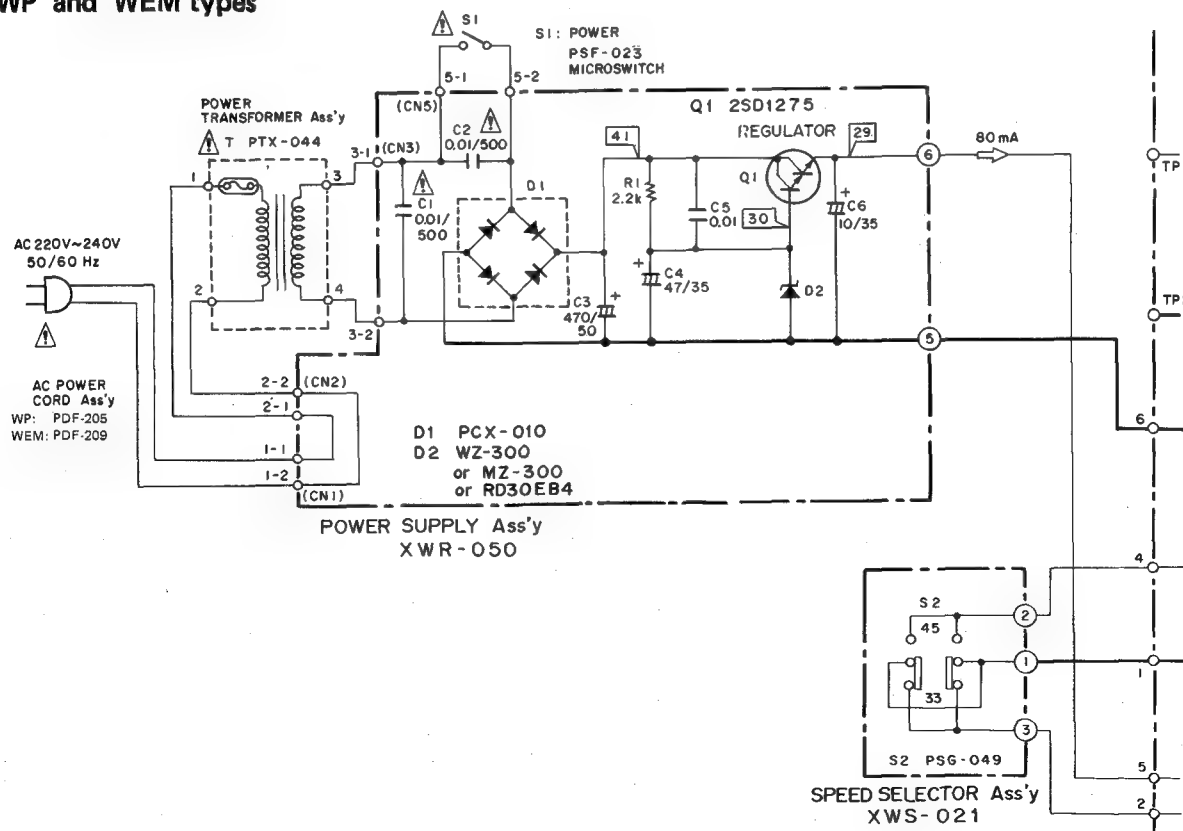 WP and WEM types
S1
S1: POWER
PSF-023
MICROSWITCH
5-1
5-2
POWER
TRANSFORMER Ass'y
T PTX-044
(CN5)
C2
0.01/500
Q1 2SD1275
REGULATOR
41
29
80mA
6
3-1
(CN3)
1
3
C1
0.01/
500
D1
R1
2.2k
C5
0.01
30
Q1
+
C6
10/35
TP
AC 220V~240V
50/60 Hz
2
4
3-2
+
C3
470/
50
+
C4
47/35
D2
TP
5
AC POWER
CORD Ass'y
WP: PDF-205
WEM: PDF-209
2-2
(CN2)
2-1
1-1
1-2
(CN1)
D1 PCX-010
D2 WZ-300
or MZ-300
or RD30EB4
6
POWER SUPPLY Ass'y
XWR-050
4
S2
45
2
1
1
33
3
S2 PSG-049
5
SPEED SELECTOR Ass'y
XWS-021
2